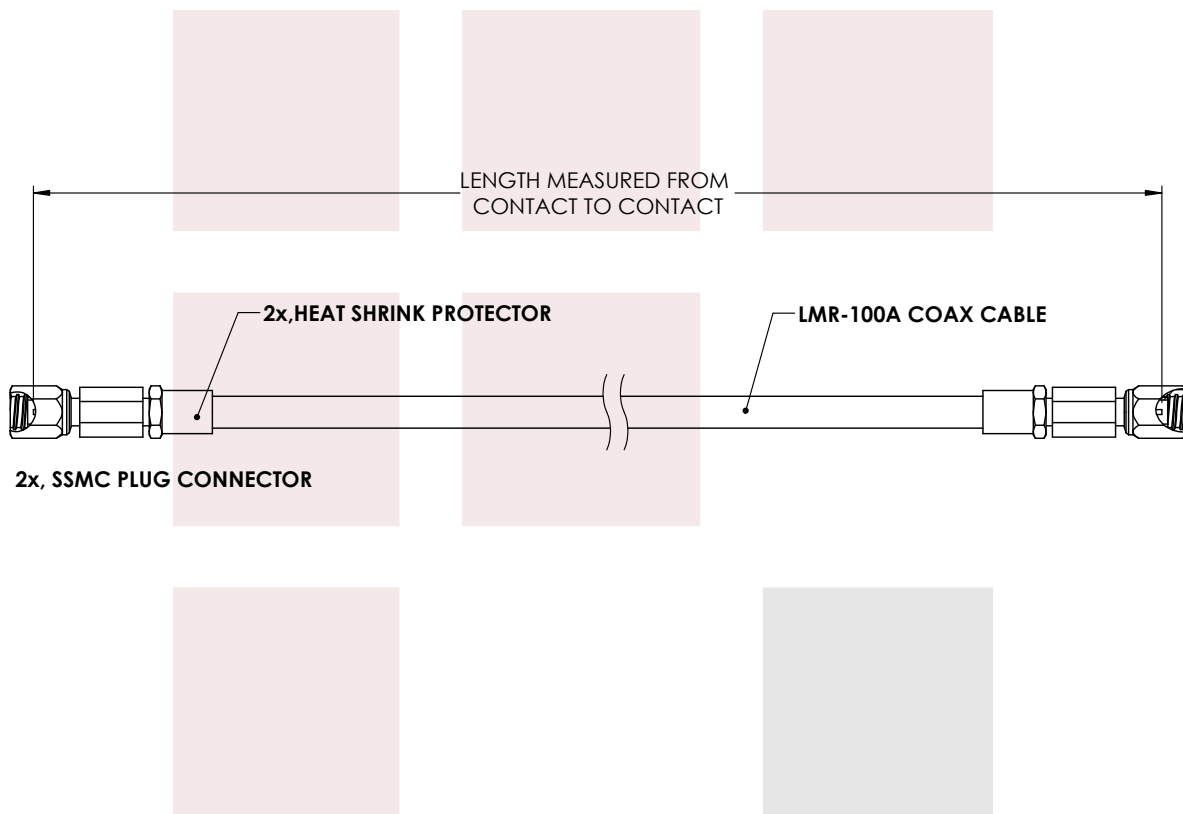 LENGTH MEASURED FROM
CONTACT TO CONTACT
2x,HEAT SHRINK PROTECTOR
LMR-100A COAX CABLE
2x, SSMC PLUG CONNECTOR